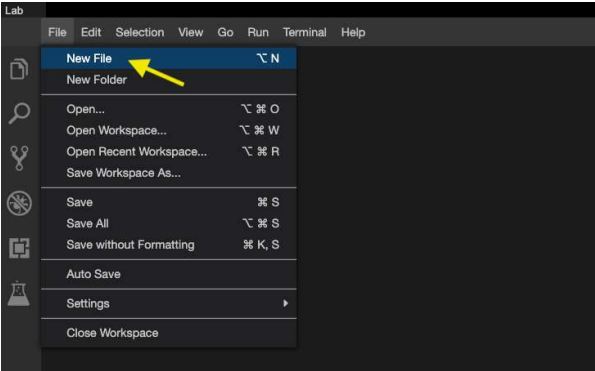 Lab
File Edit Selection View Go Run Terminal Help
New File ⌥ N
New Folder
Open... ⌥ ⌘ O
Open Workspace... ⌥ ⌘ W
Open Recent Workspace... ⌥ ⌘ R
Save Workspace As...
Save ⌘ S
Save All ⌥ ⌘ S
Save without Formatting ⌘ K, S
Auto Save
Settings
Close Workspace